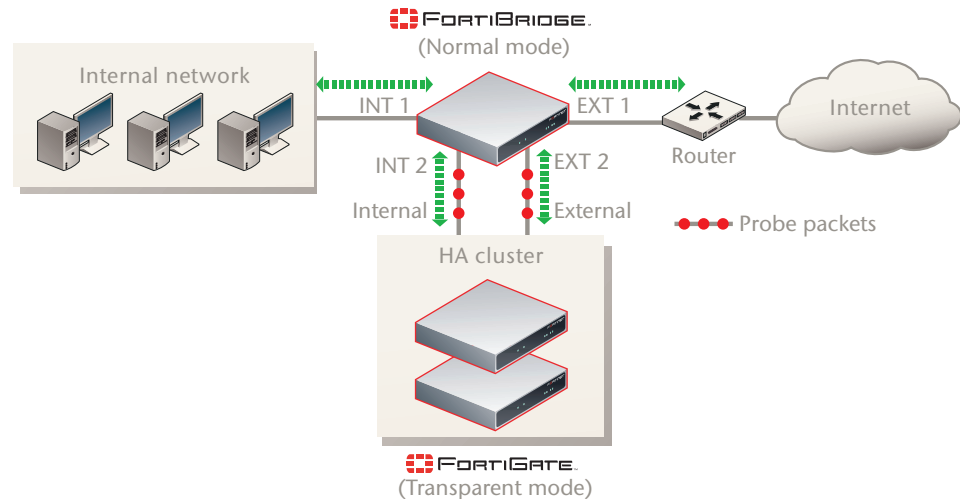 FORTIBRIDGE
(Normal mode)
Internal network
INT 1
EXT 1
Internet
Router
INT 2
EXT 2
Internal
External
Probe packets
HA cluster
FORTIGATE
(Transparent mode)